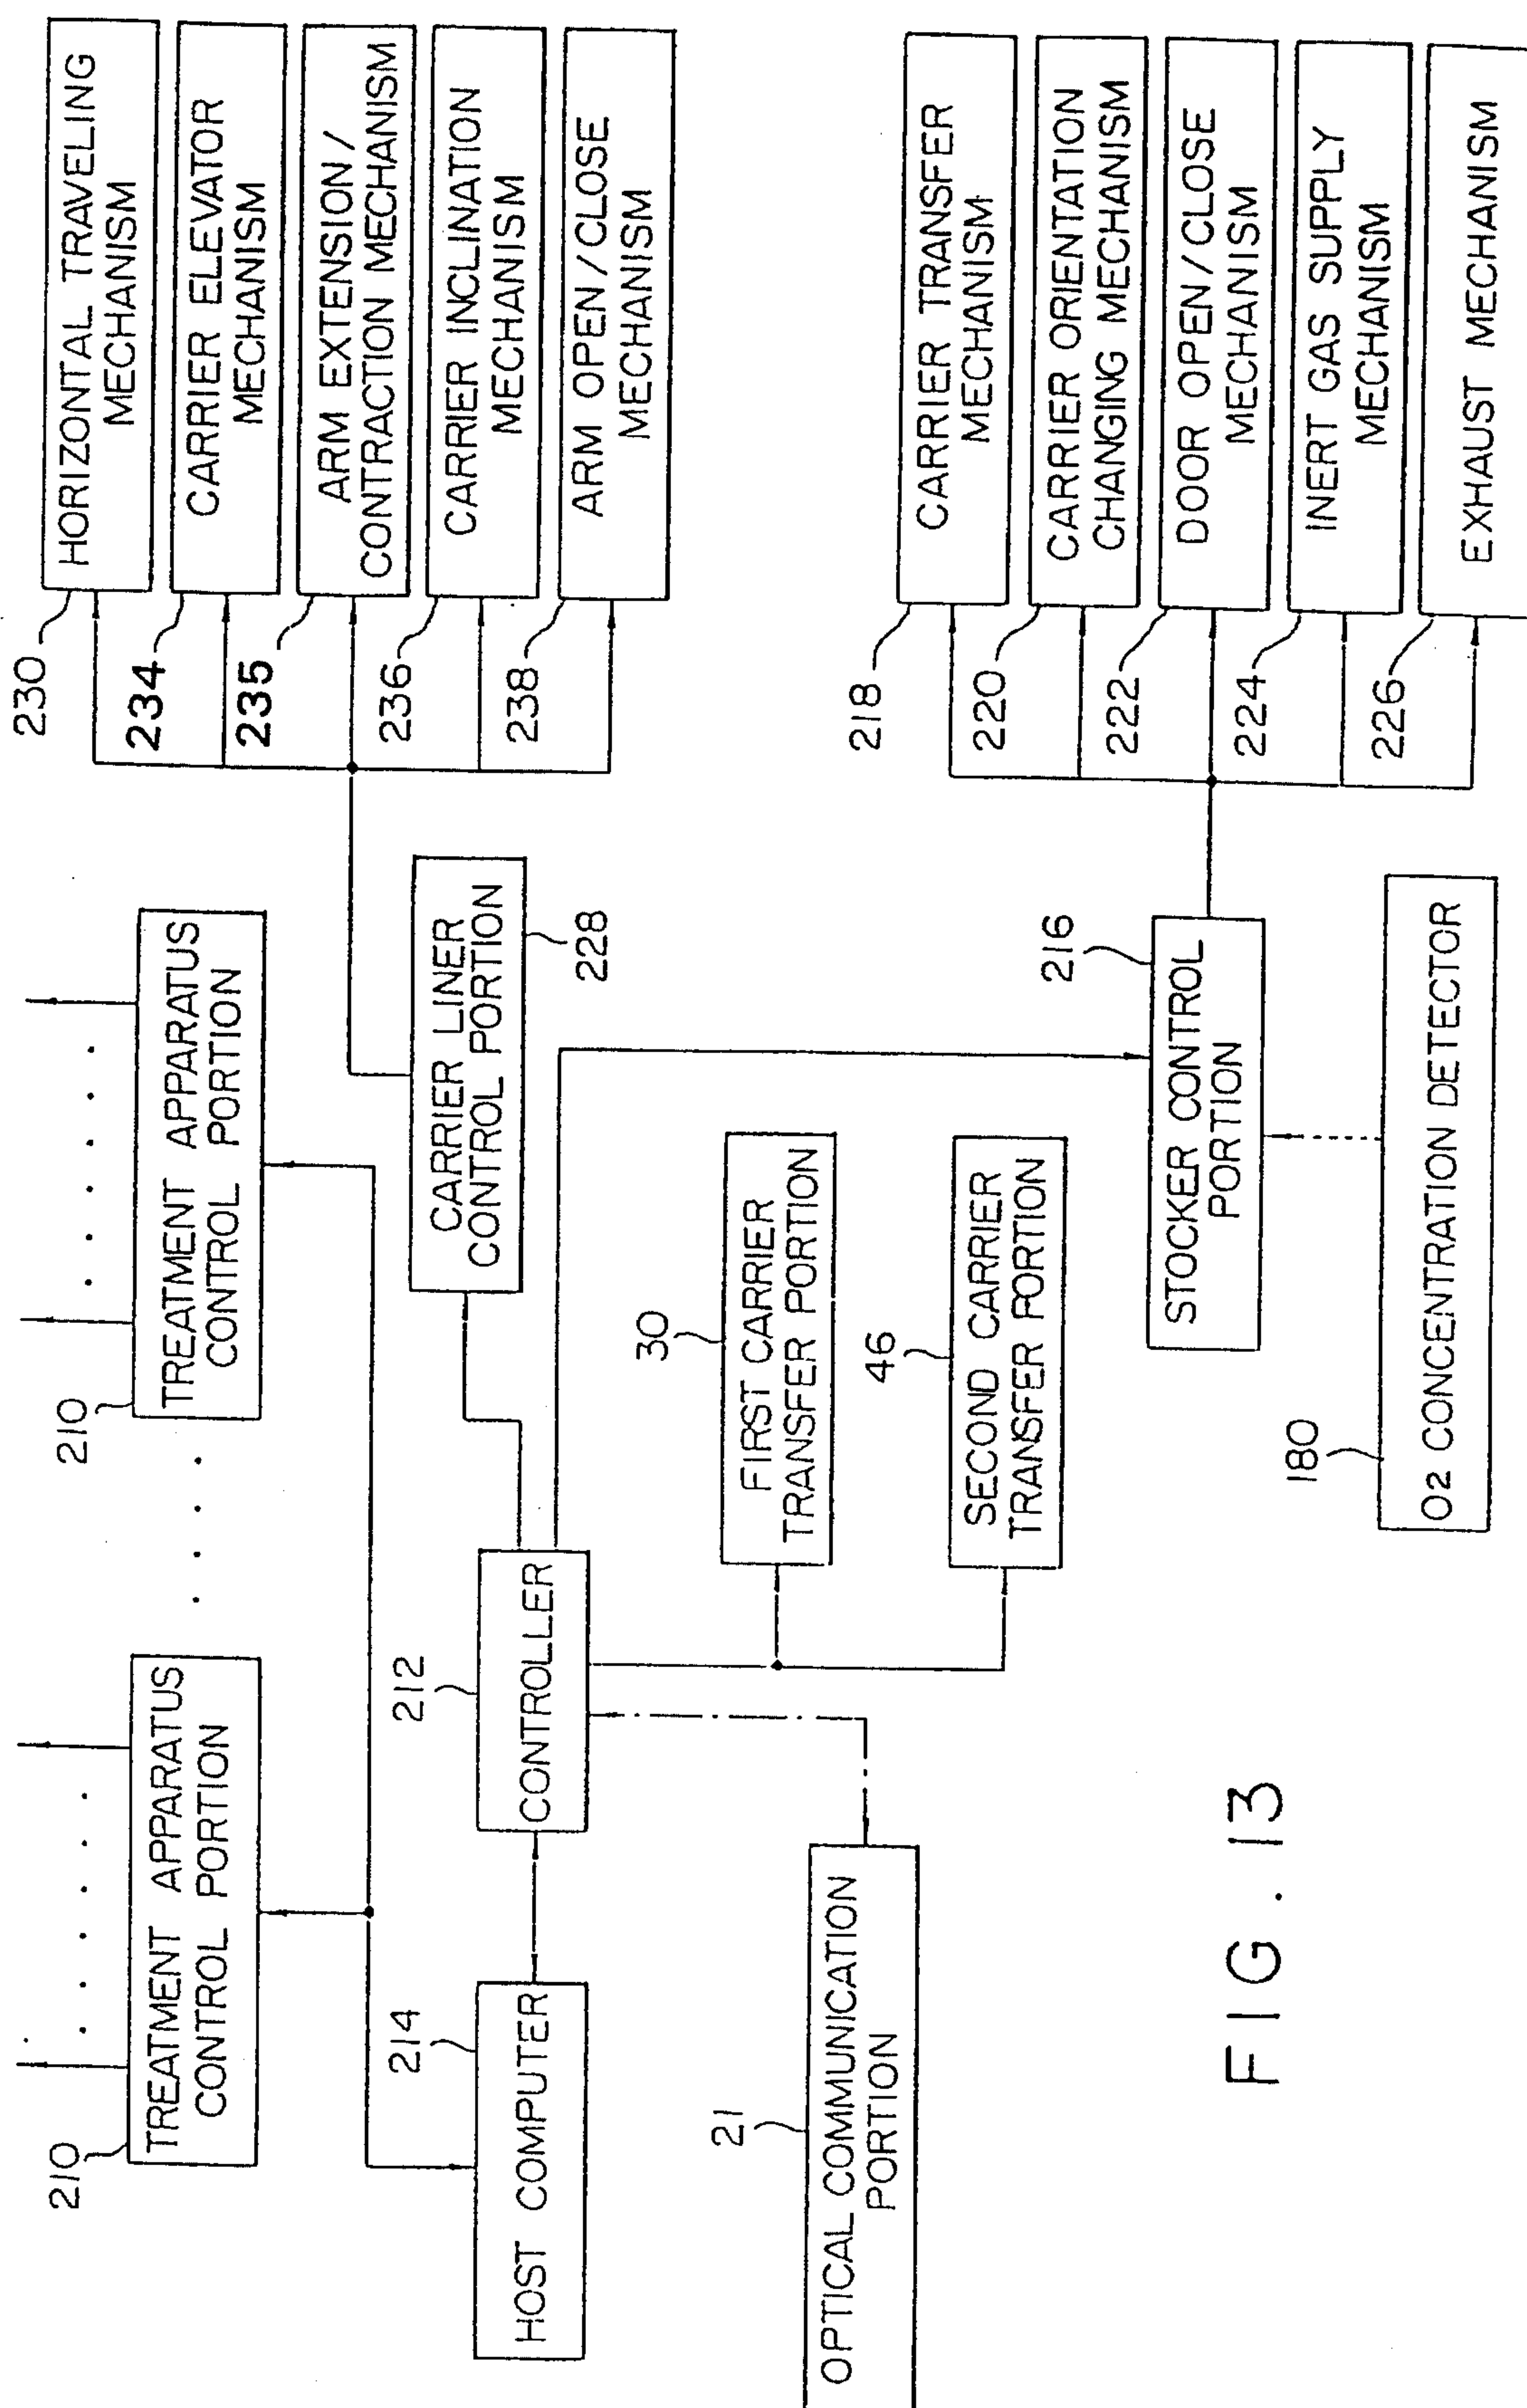 210
TREATMENT APPARATUS
CONTROL PORTION
210
TREATMENT APPARATUS
CONTROL PORTION
214
HOST COMPUTER
212
CONTROLLER
CARRIER LINER
CONTROL PORTION
228
230
HORIZONTAL TRAVELING
MECHANISM
234
CARRIER ELEVATOR
MECHANISM
235
ARM EXTENSION/
CONTRACTION MECHANISM
236
CARRIER INCLINATION
MECHANISM
238
ARM OPEN/CLOSE
MECHANISM
21
OPTICAL COMMUNICATION
PORTION
30
FIRST CARRIER
TRANSFER PORTION
46
SECOND CARRIER
TRANSFER PORTION
216
STOCKER CONTROL
PORTION
180
O2 CONCENTRATION DETECTOR
218
CARRIER TRANSFER
MECHANISM
220
CARRIER ORIENTATION
CHANGING MECHANISM
222
DOOR OPEN/CLOSE
MECHANISM
224
INERT GAS SUPPLY
MECHANISM
226
EXHAUST MECHANISM
FIG. 13